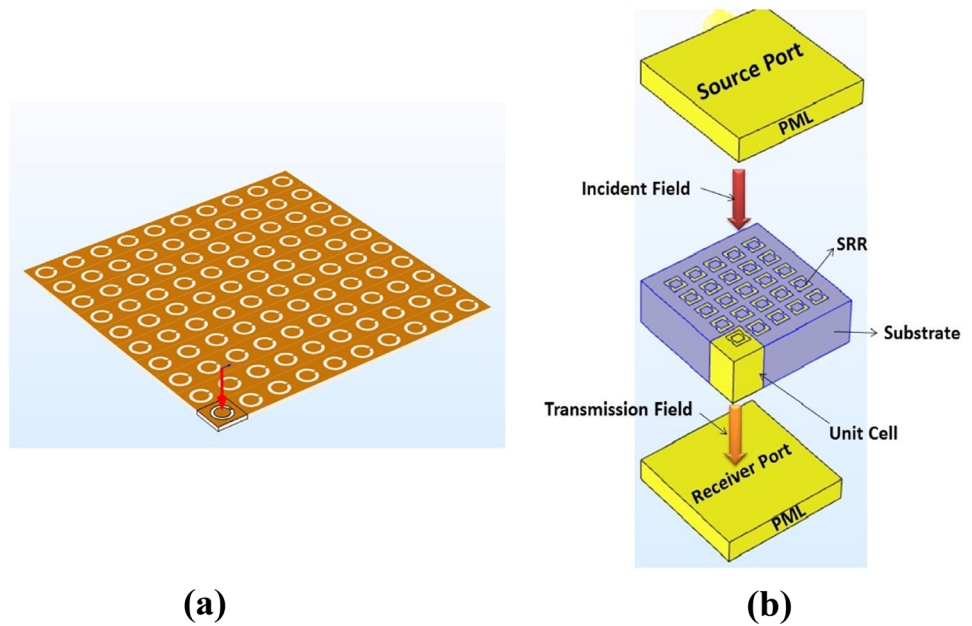 Source Port
PML
Incident Field
SRR
Substrate
Transmission Field
Unit Cell
Receiver Port
PML
(a)
(b)